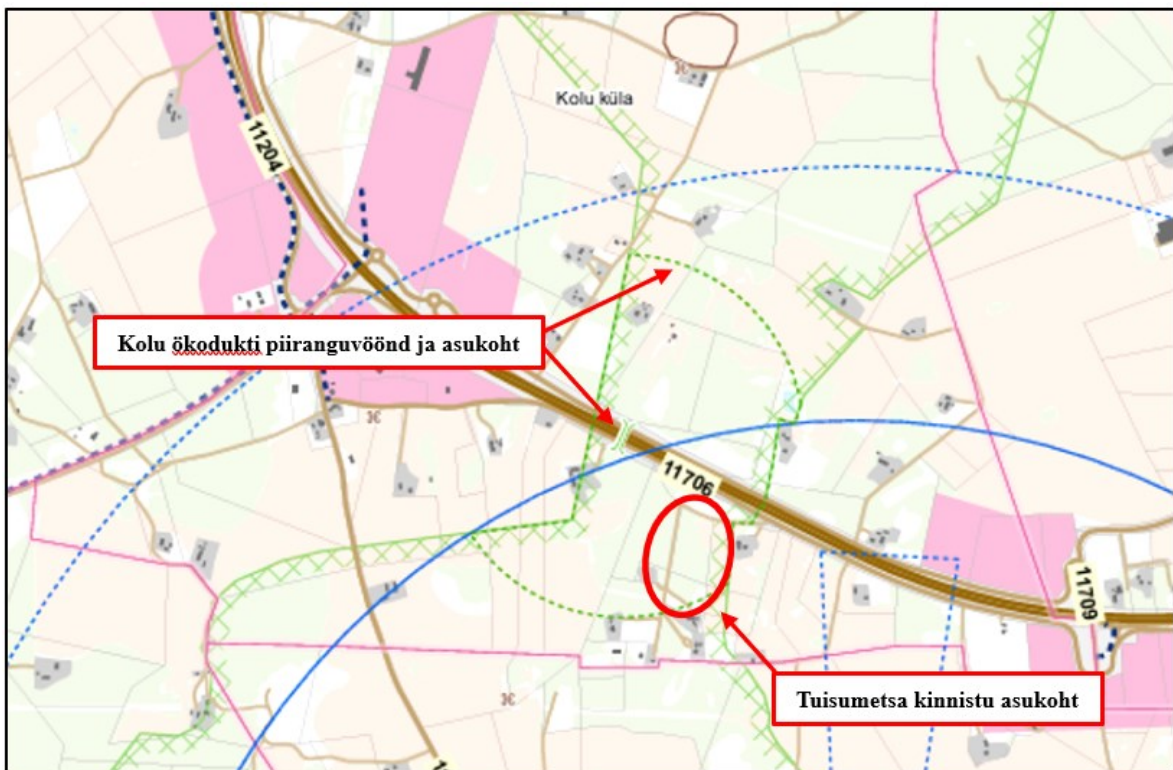 Kolu küla
11204
Kolu ökodukti piiranguvöönd ja asukoht
11706
11709
Tuisumetsa kinnistu asukoht